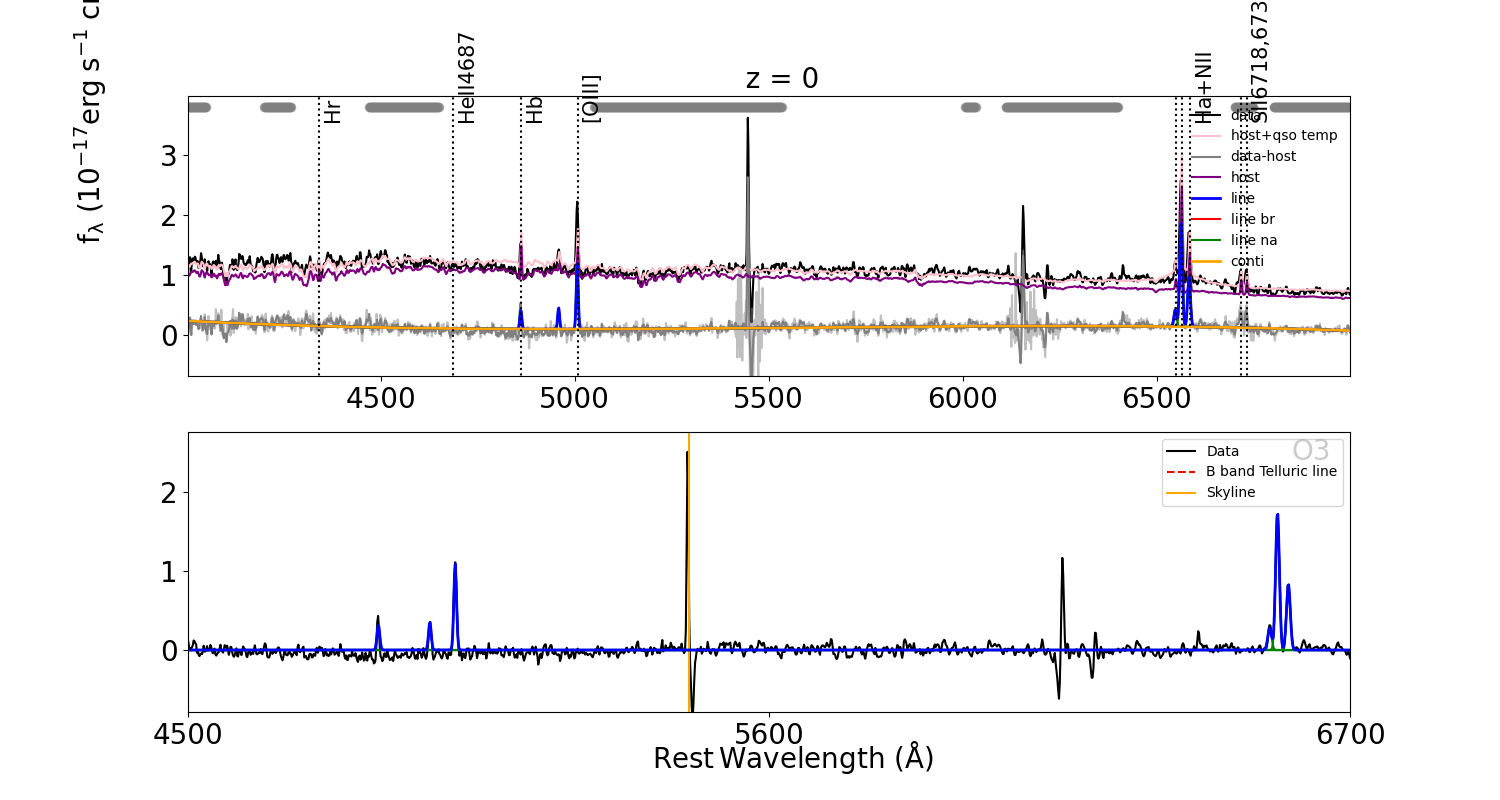 z = 0
f_λ (10^−17 erg s^−1
Hr
HeII4687
Hb
[OIII]
Ha+NII
SII6718,673
data
host+qso temp
data-host
host
line
line br
line na
conti
3
2
1
0
4500 5000 5500 6000 6500
O3
Data
B band Telluric line
Skyline
2
1
0
4500 5600 6700
Rest Wavelength (Å)